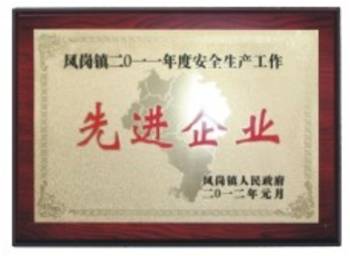 凤岗镇二〇一一年度安全生产工作
先进企业
凤岗镇人民政府
二〇一二年元月